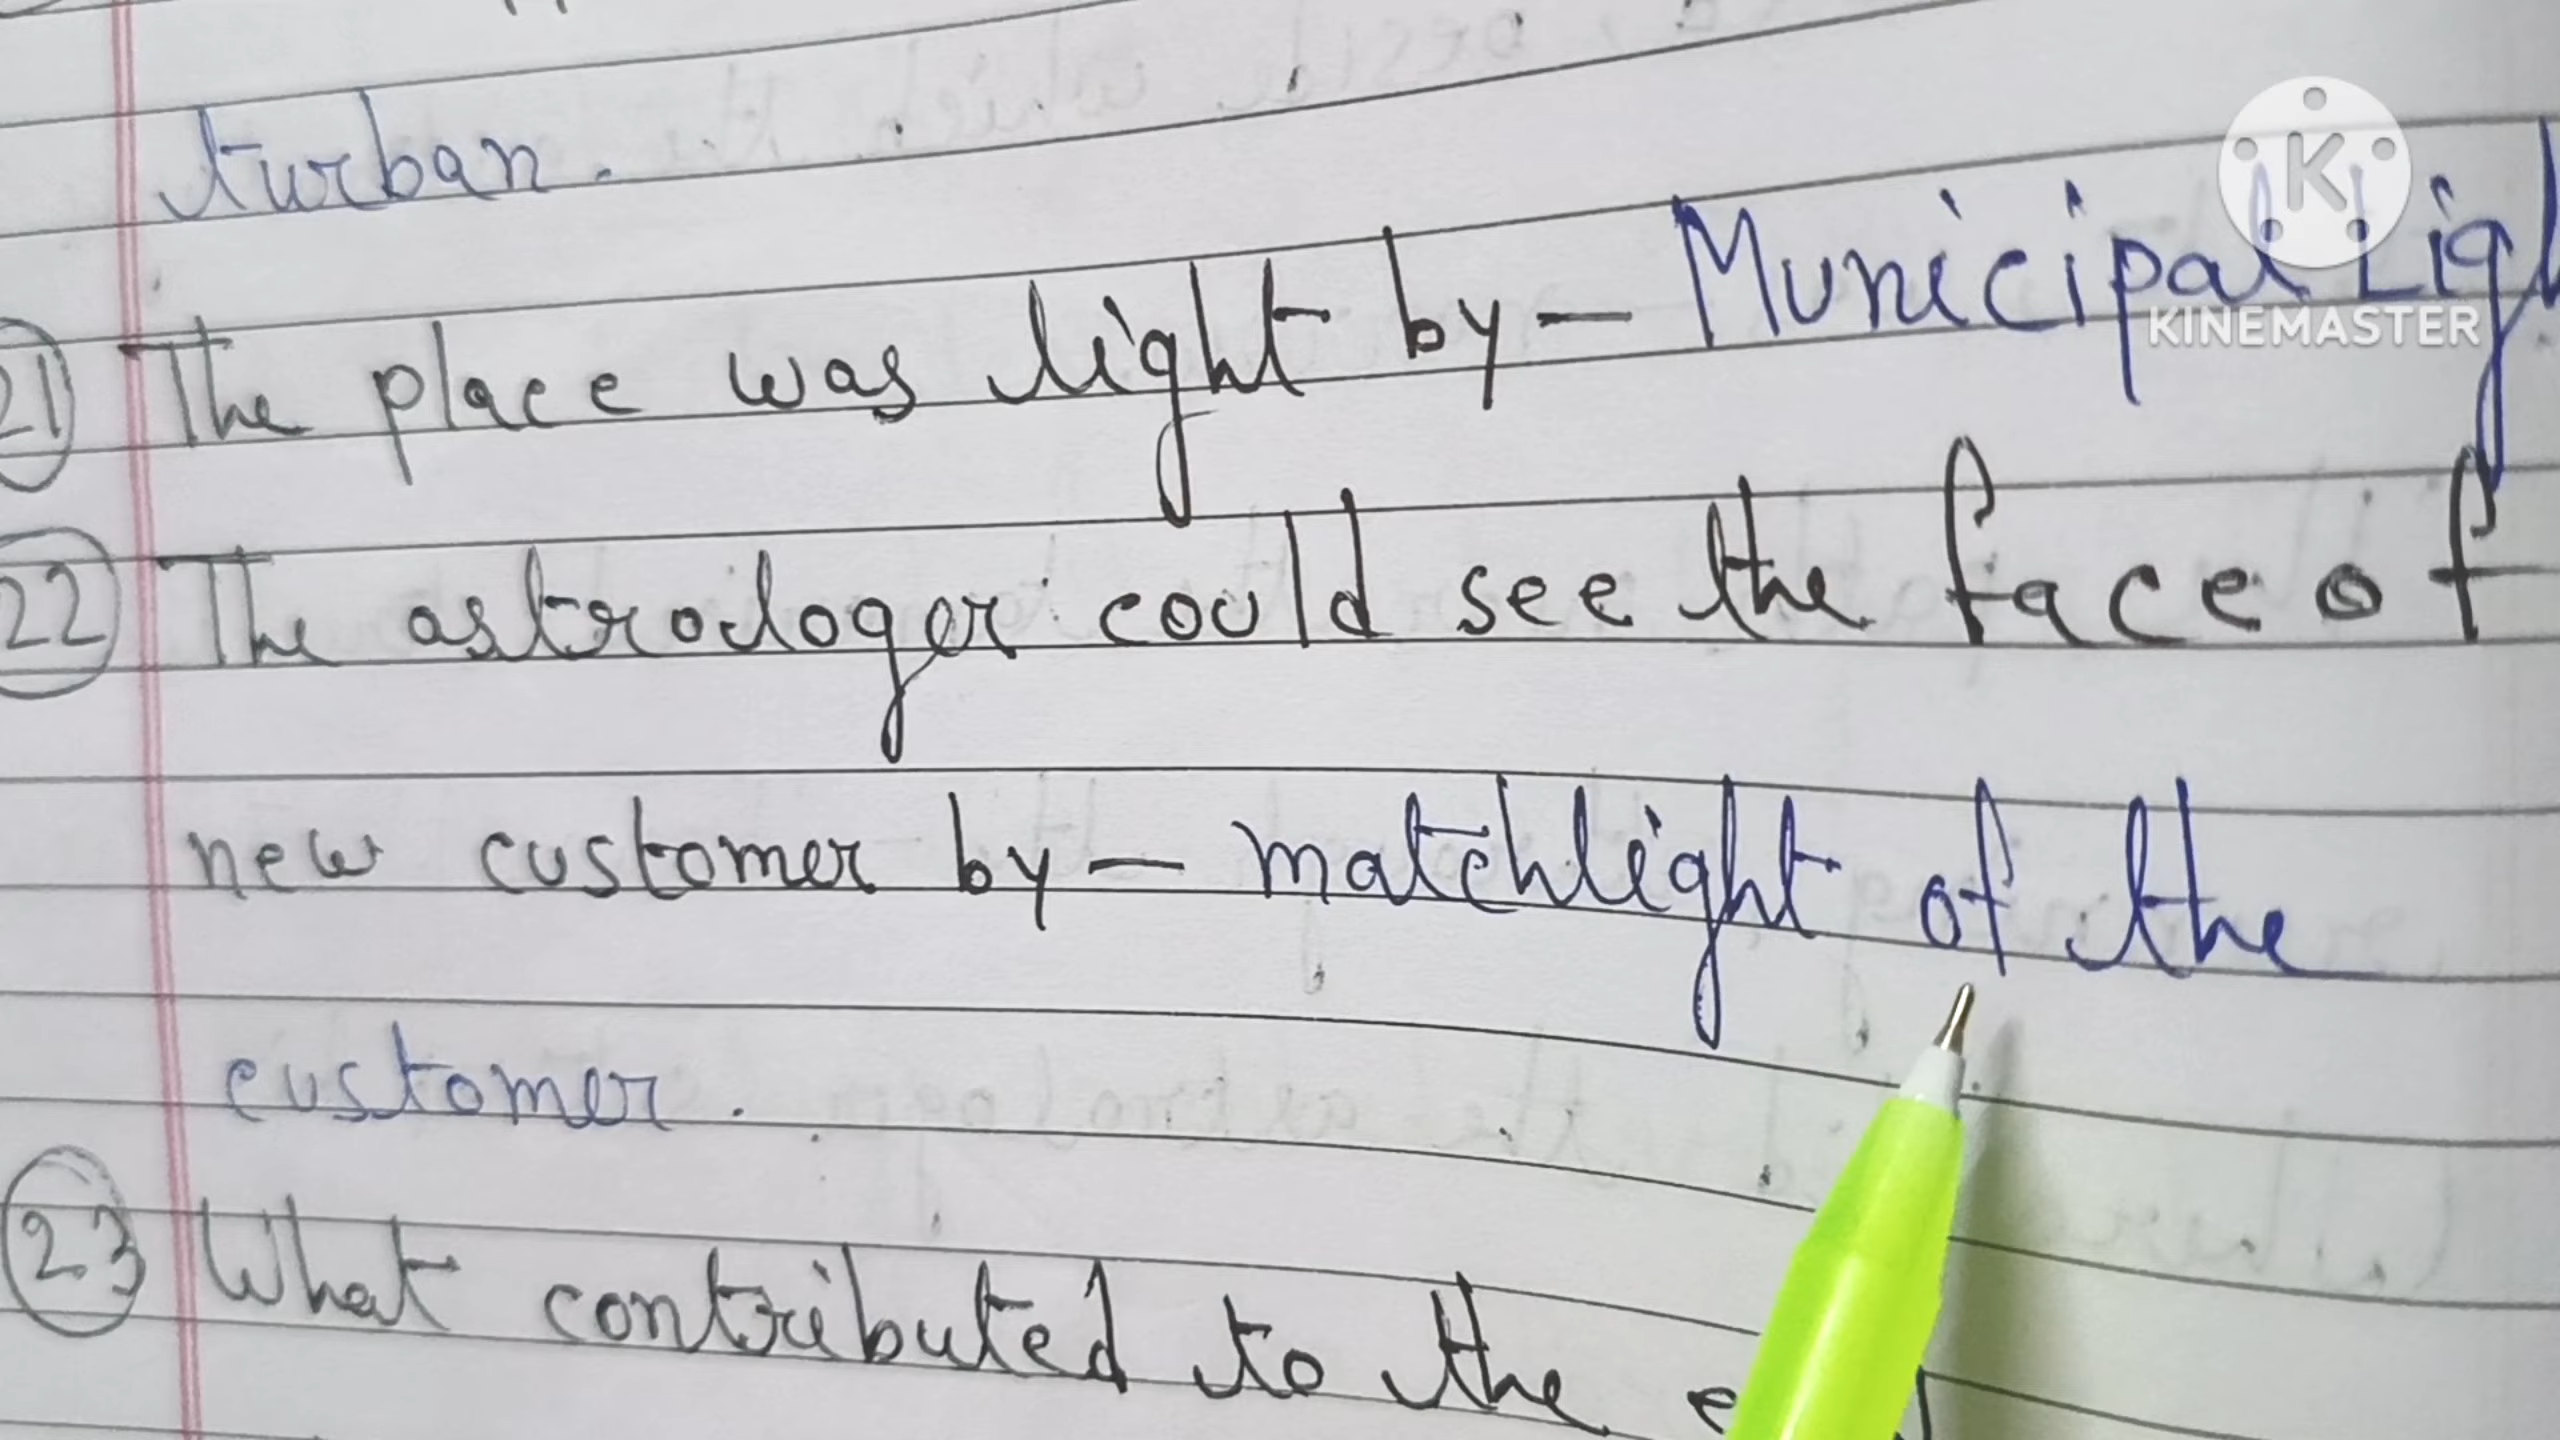 turban.
21 The place was light by — Municipal Ligh
22 The astrologer could see the face of
new customer by — matchlight of the
customer.
23 What contributed to the
K
KINEMASTER